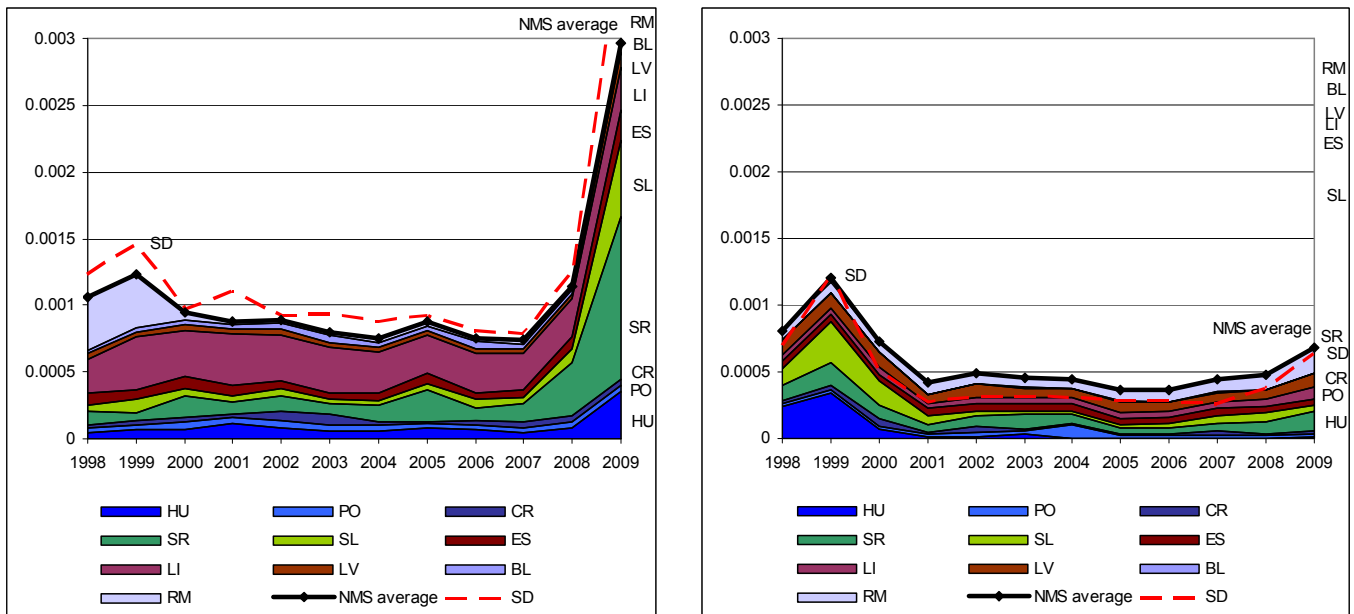 NMS average
RM
0.003
BL
LV
0.0025
LI
ES
0.002
SL
0.0015
SD
0.001
SR
0.0005
CR
PO
HU
0
1998 1999 2000 2001 2002 2003 2004 2005 2006 2007 2008 2009
HU PO CR
SR SL ES
LI LV BL
RM NMS average SD
0.003
RM
BL
0.0025
LV
LI
ES
0.002
SL
0.0015
SD
0.001
NMS average
SR
SD
0.0005
CR
PO
HU
0
1998 1999 2000 2001 2002 2003 2004 2005 2006 2007 2008 2009
HU PO CR
SR SL ES
LI LV BL
RM NMS average SD